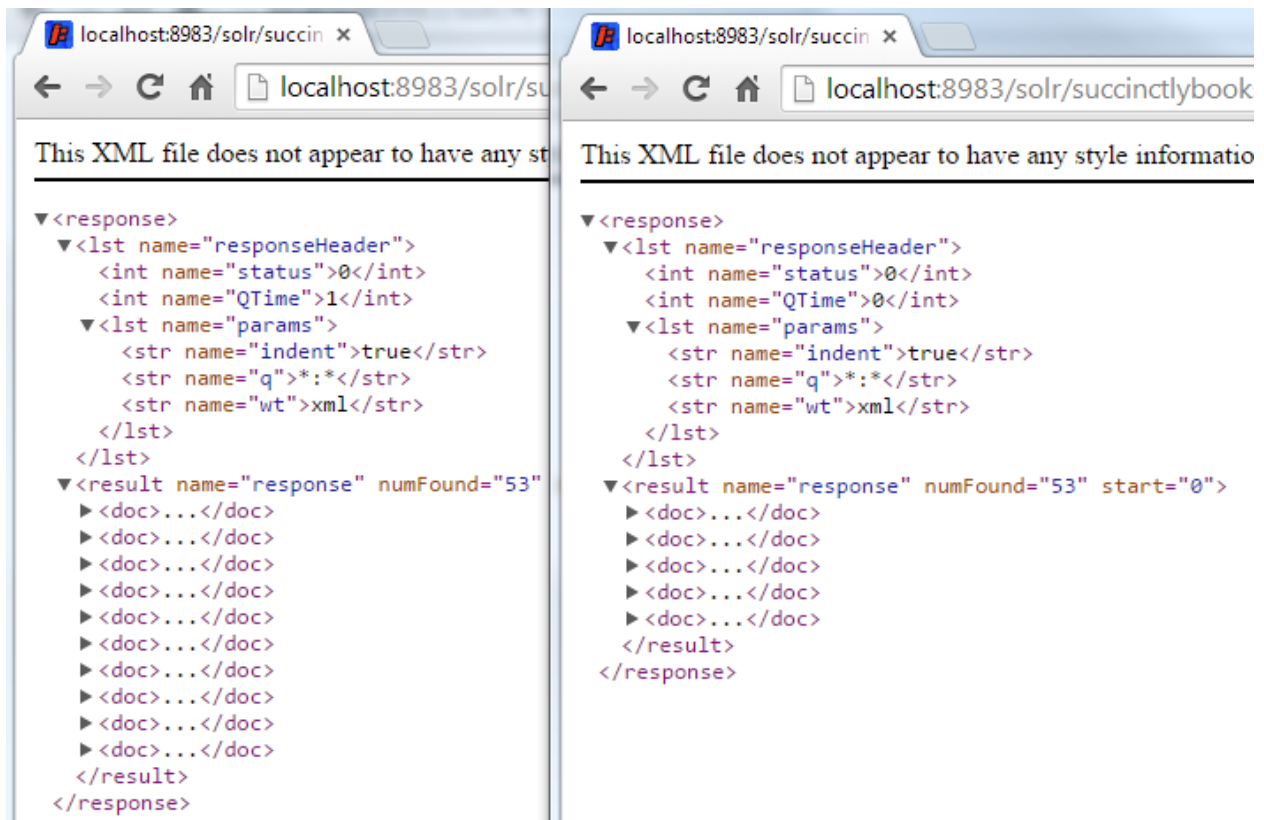 localhost:8983/solr/succin
localhost:8983/solr/su
This XML file does not appear to have any st
▼<response>
▼<lst name="responseHeader">
<int name="status">0</int>
<int name="QTime">1</int>
▼<lst name="params">
<str name="indent">true</str>
<str name="q">*:*</str>
<str name="wt">xml</str>
</lst>
</lst>
▼<result name="response" numFound="53"
▶<doc>...</doc>
▶<doc>...</doc>
▶<doc>...</doc>
▶<doc>...</doc>
▶<doc>...</doc>
▶<doc>...</doc>
▶<doc>...</doc>
▶<doc>...</doc>
▶<doc>...</doc>
▶<doc>...</doc>
</result>
</response>
localhost:8983/solr/succin
localhost:8983/solr/succinctlybook
This XML file does not appear to have any style informatio
▼<response>
▼<lst name="responseHeader">
<int name="status">0</int>
<int name="QTime">0</int>
▼<lst name="params">
<str name="indent">true</str>
<str name="q">*:*</str>
<str name="wt">xml</str>
</lst>
</lst>
▼<result name="response" numFound="53" start="0">
▶<doc>...</doc>
▶<doc>...</doc>
▶<doc>...</doc>
▶<doc>...</doc>
▶<doc>...</doc>
</result>
</response>